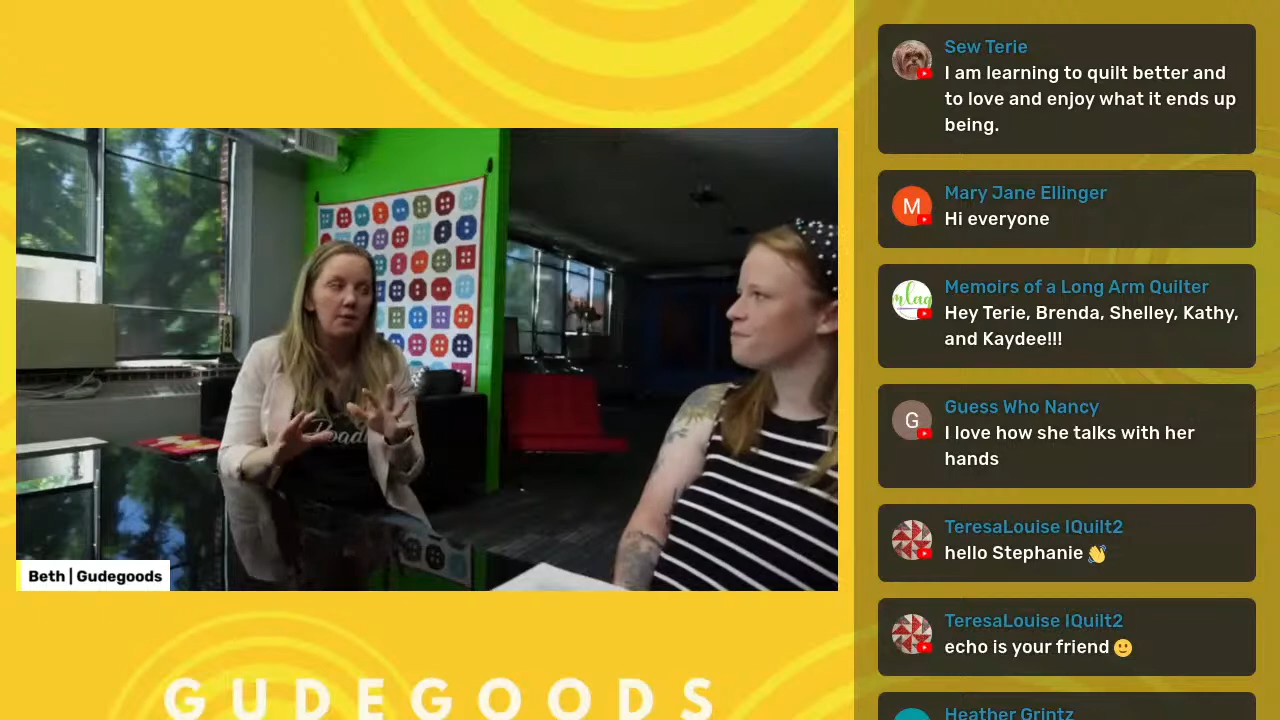 Sew Terie
I am learning to quilt better and
to love and enjoy what it ends up
being.
M
Mary Jane Ellinger
Hi everyone
mlaq
Memoirs of a Long Arm Quilter
Hey Terie, Brenda, Shelley, Kathy,
and Kaydee!!!
G
Guess Who Nancy
I love how she talks with her
hands
TeresaLouise IQuilt2
hello Stephanie 👋
TeresaLouise IQuilt2
echo is your friend 🙂
Heather Grintz
Beth | Gudegoods
GUDEGOODS